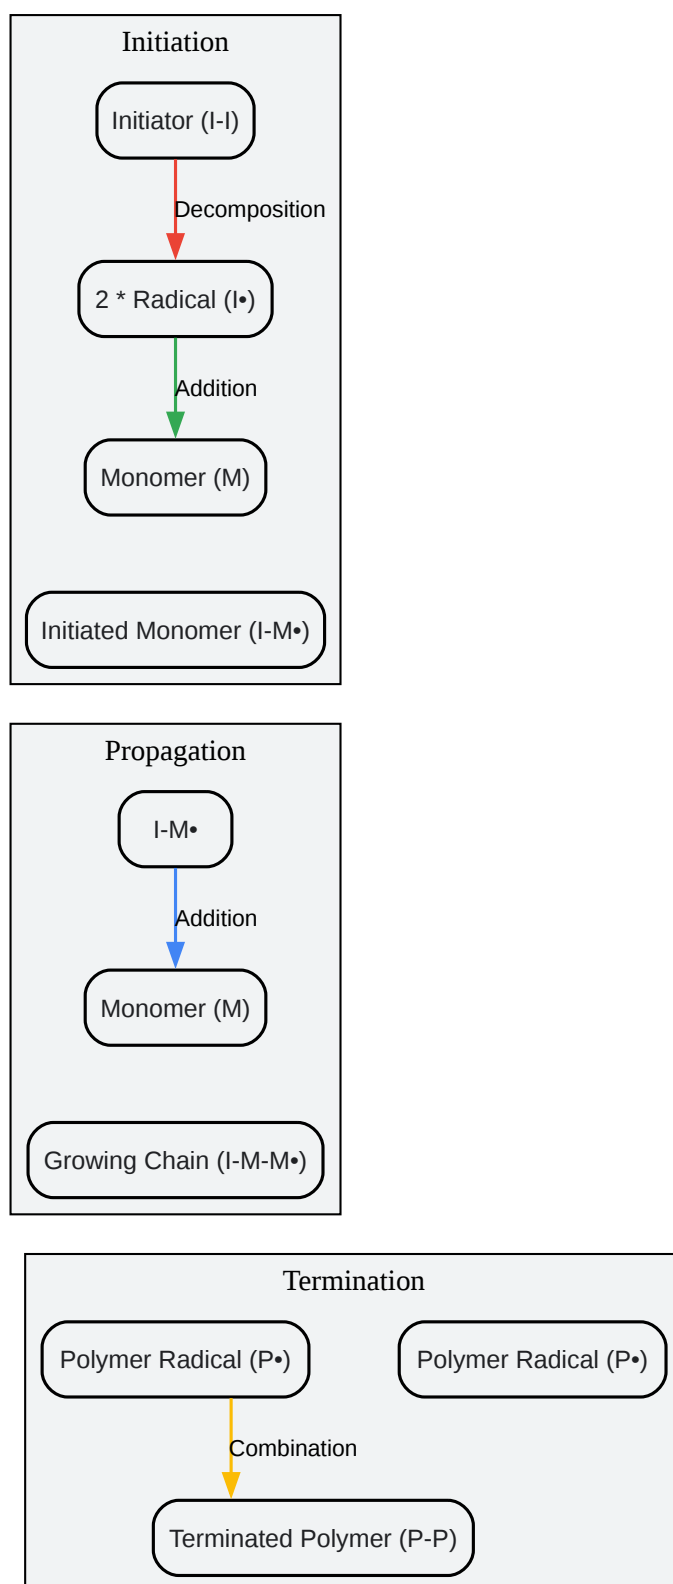 Initiation
Initiator (I-I)
Decomposition
2 * Radical (I•)
Addition
Monomer (M)
Initiated Monomer (I-M•)
Propagation
I-M•
Addition
Monomer (M)
Growing Chain (I-M-M•)
Termination
Polymer Radical (P•)
Polymer Radical (P•)
Combination
Terminated Polymer (P-P)